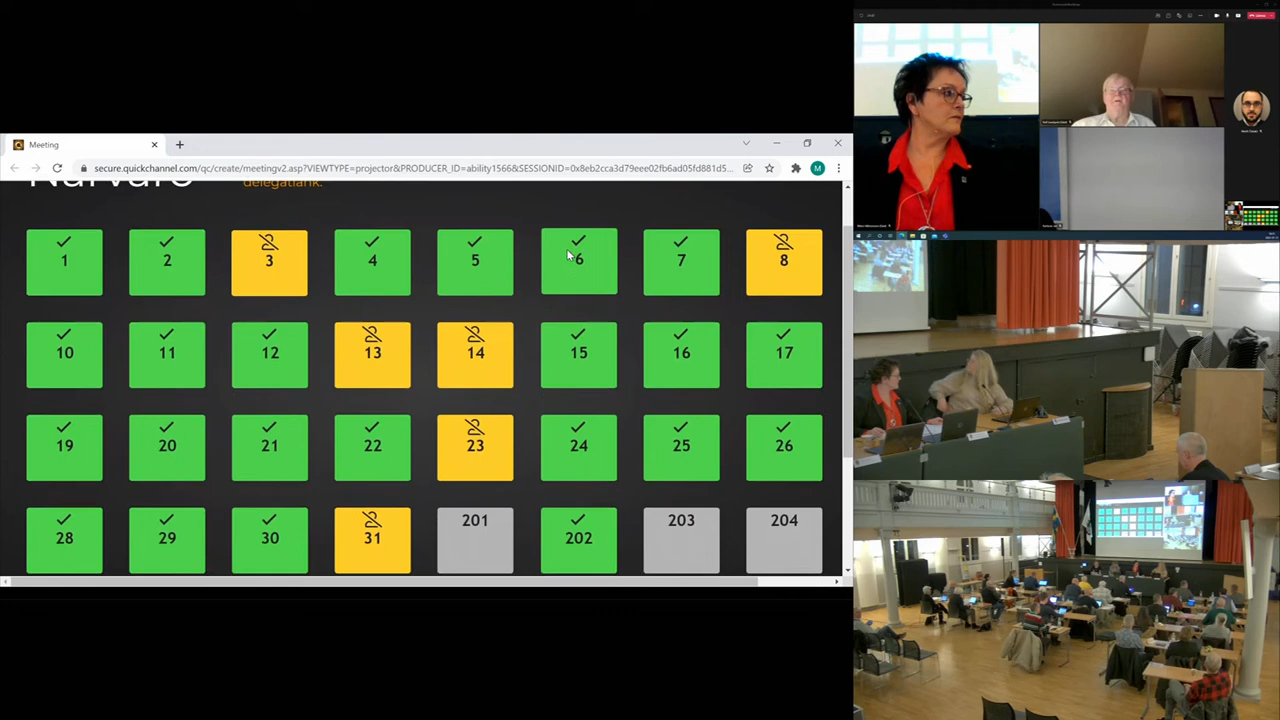 Meeting
secure.quickchannel.com/qc/create/meetingv2.asp?VIEWTYPE=projector&PRODUCER_ID=ability1566&SESSIONID=0x8eb2cca3d79eee02fb6ad05fd881d5...
M
Närvaro
delegatlänk.
1 2 3 4 5 6 7 8
10 11 12 13 14 15 16 17
19 20 21 22 23 24 25 26
28 29 30 31 201 202 203 204